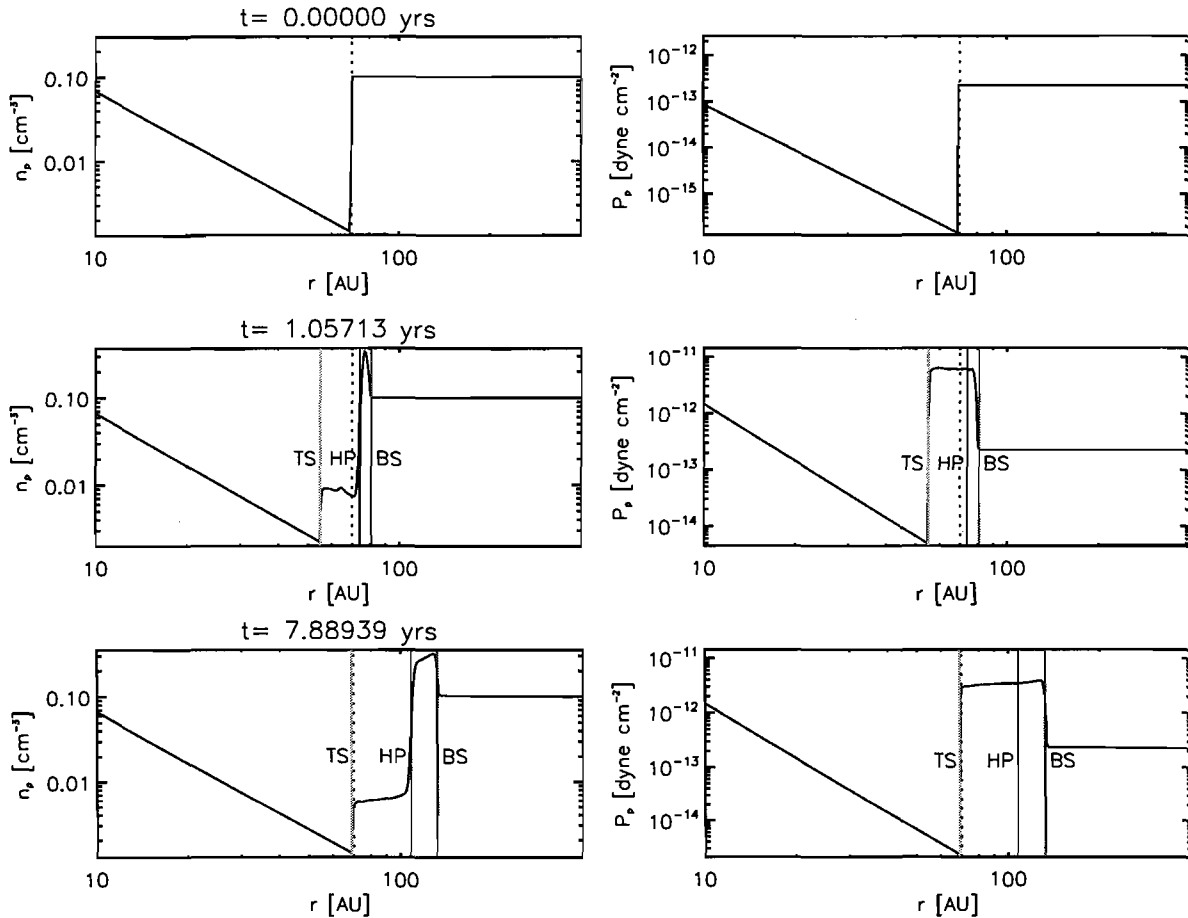 t= 0.00000 yrs
n_p [cm⁻³]
0.10
0.01
10
100
r [AU]
P_p [dyne cm⁻²]
10⁻¹²
10⁻¹³
10⁻¹⁴
10⁻¹⁵
10
100
r [AU]
t= 1.05713 yrs
n_p [cm⁻³]
0.10
0.01
TS HP BS
10
100
r [AU]
P_p [dyne cm⁻²]
10⁻¹¹
10⁻¹²
10⁻¹³
10⁻¹⁴
TS HP BS
10
100
r [AU]
t= 7.88939 yrs
n_p [cm⁻³]
0.10
0.01
TS HP BS
10
100
r [AU]
P_p [dyne cm⁻²]
10⁻¹¹
10⁻¹²
10⁻¹³
10⁻¹⁴
TS HP BS
10
100
r [AU]